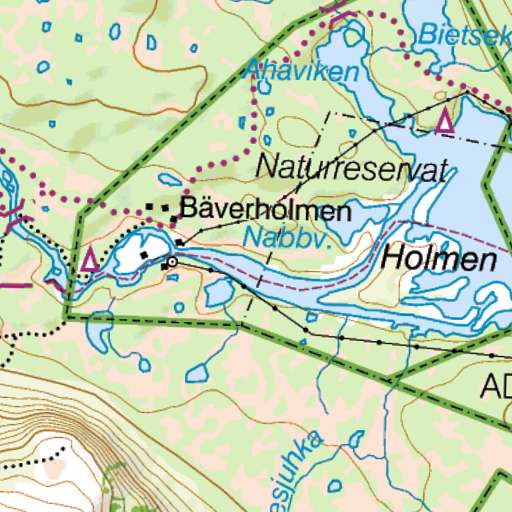 Bietsek
Ahaviken
Naturreservat
Bäverholmen
Nabbv.
Holmen
AD
esjuhka